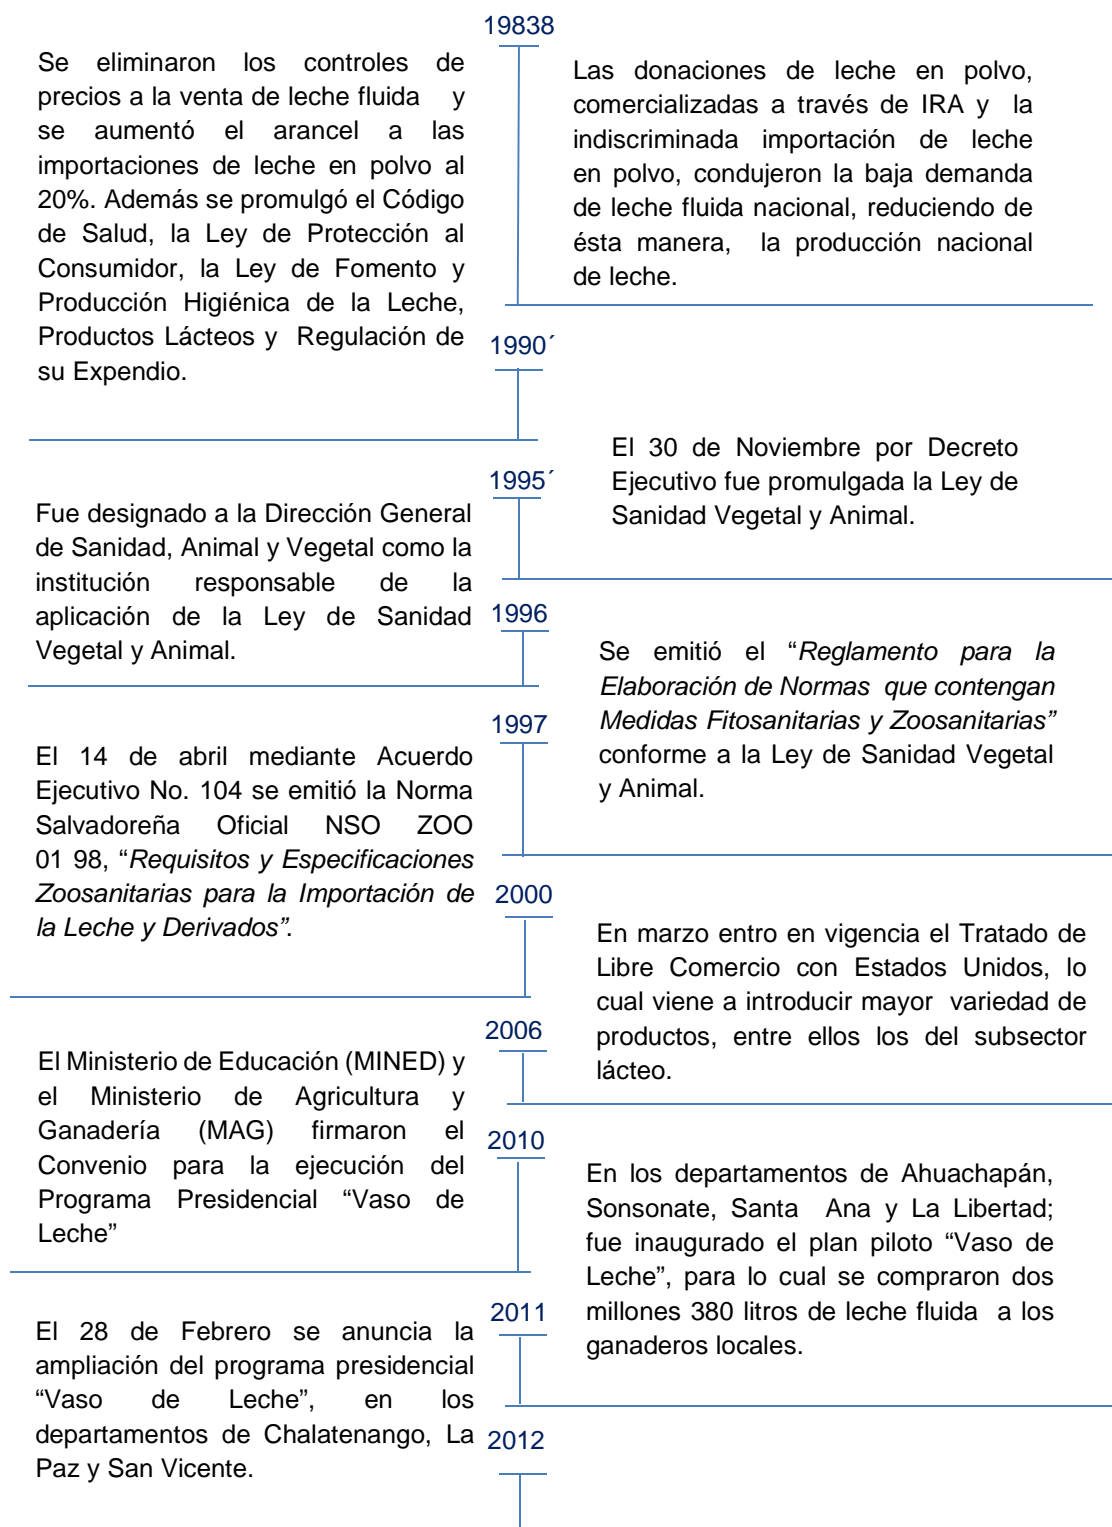 19838
Las donaciones de leche en polvo,
comercializadas a través de IRA y la
indiscriminada importación de leche
en polvo, condujeron la baja demanda
de leche fluida nacional, reduciendo de
ésta manera, la producción nacional
de leche.
Se eliminaron los controles de
precios a la venta de leche fluida y
se aumentó el arancel a las
importaciones de leche en polvo al
20%. Además se promulgó el Código
de Salud, la Ley de Protección al
Consumidor, la Ley de Fomento y
Producción Higiénica de la Leche,
Productos Lácteos y Regulación de
su Expendio.
1990´
El 30 de Noviembre por Decreto
Ejecutivo fue promulgada la Ley de
Sanidad Vegetal y Animal.
1995´
Fue designado a la Dirección General
de Sanidad, Animal y Vegetal como la
institución responsable de la
aplicación de la Ley de Sanidad
Vegetal y Animal.
1996
Se emitió el “Reglamento para la
Elaboración de Normas que contengan
Medidas Fitosanitarias y Zoosanitarias”
conforme a la Ley de Sanidad Vegetal
y Animal.
1997
El 14 de abril mediante Acuerdo
Ejecutivo No. 104 se emitió la Norma
Salvadoreña Oficial NSO ZOO
01 98, “Requisitos y Especificaciones
Zoosanitarias para la Importación de
la Leche y Derivados”.
2000
En marzo entro en vigencia el Tratado de
Libre Comercio con Estados Unidos, lo
cual viene a introducir mayor variedad de
productos, entre ellos los del subsector
lácteo.
2006
El Ministerio de Educación (MINED) y
el Ministerio de Agricultura y
Ganadería (MAG) firmaron el
Convenio para la ejecución del
Programa Presidencial “Vaso de
Leche”
2010
En los departamentos de Ahuachapán,
Sonsonate, Santa Ana y La Libertad;
fue inaugurado el plan piloto “Vaso de
Leche”, para lo cual se compraron dos
millones 380 litros de leche fluida a los
ganaderos locales.
2011
El 28 de Febrero se anuncia la
ampliación del programa presidencial
“Vaso de Leche”, en los
departamentos de Chalatenango, La
Paz y San Vicente.
2012